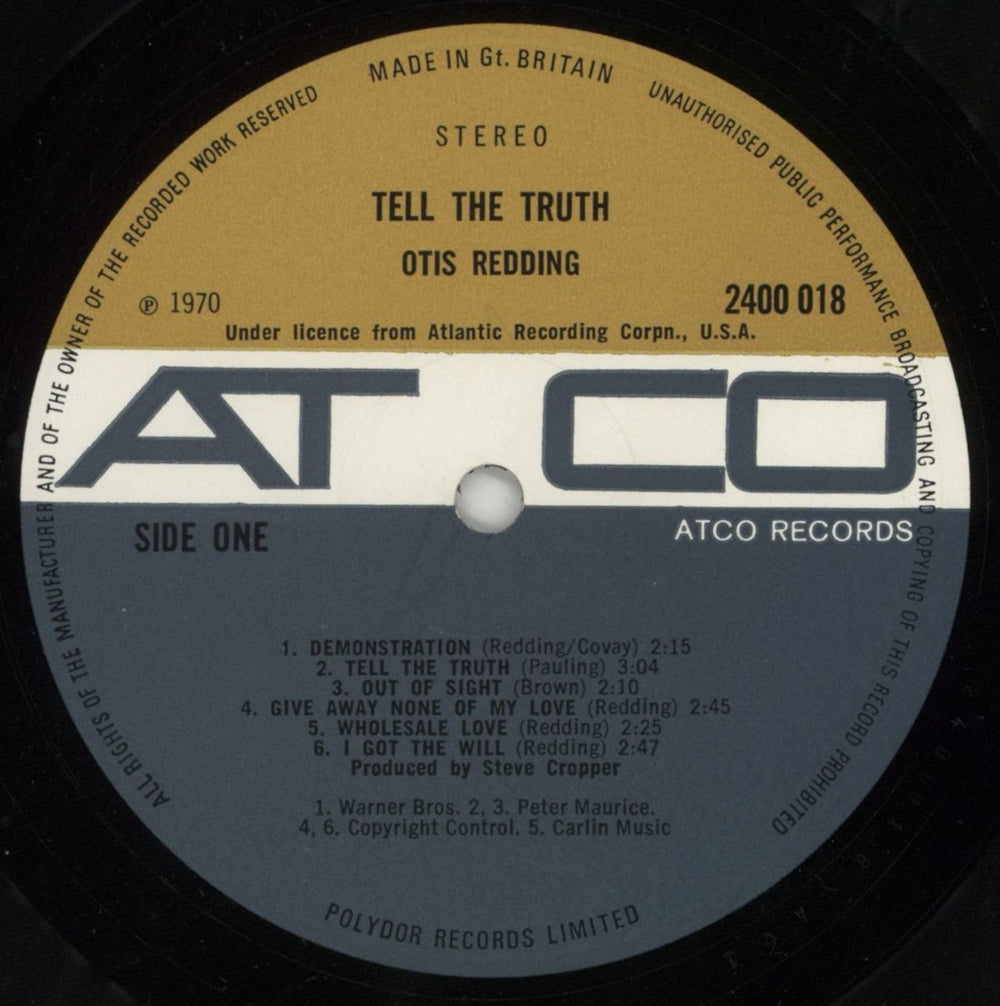 MADE IN Gt. BRITAIN
UNAUTHORISED PUBLIC PERFORMANCE BROADCASTING AND COPYING OF THIS RECORD PROHIBITED
ALL RIGHTS OF THE MANUFACTURER AND OF THE OWNER OF THE RECORDED WORK RESERVED
STEREO
TELL THE TRUTH
OTIS REDDING
℗ 1970
2400 018
Under licence from Atlantic Recording Corpn., U.S.A.
AT CO
SIDE ONE
ATCO RECORDS
1. DEMONSTRATION (Redding/Covay) 2:15
2. TELL THE TRUTH (Pauling) 3:04
3. OUT OF SIGHT (Brown) 2:10
4. GIVE AWAY NONE OF MY LOVE (Redding) 2:45
5. WHOLESALE LOVE (Redding) 2:25
6. I GOT THE WILL (Redding) 2:47
Produced by Steve Cropper
1. Warner Bros. 2, 3. Peter Maurice.
4, 6. Copyright Control. 5. Carlin Music
POLYDOR RECORDS LIMITED